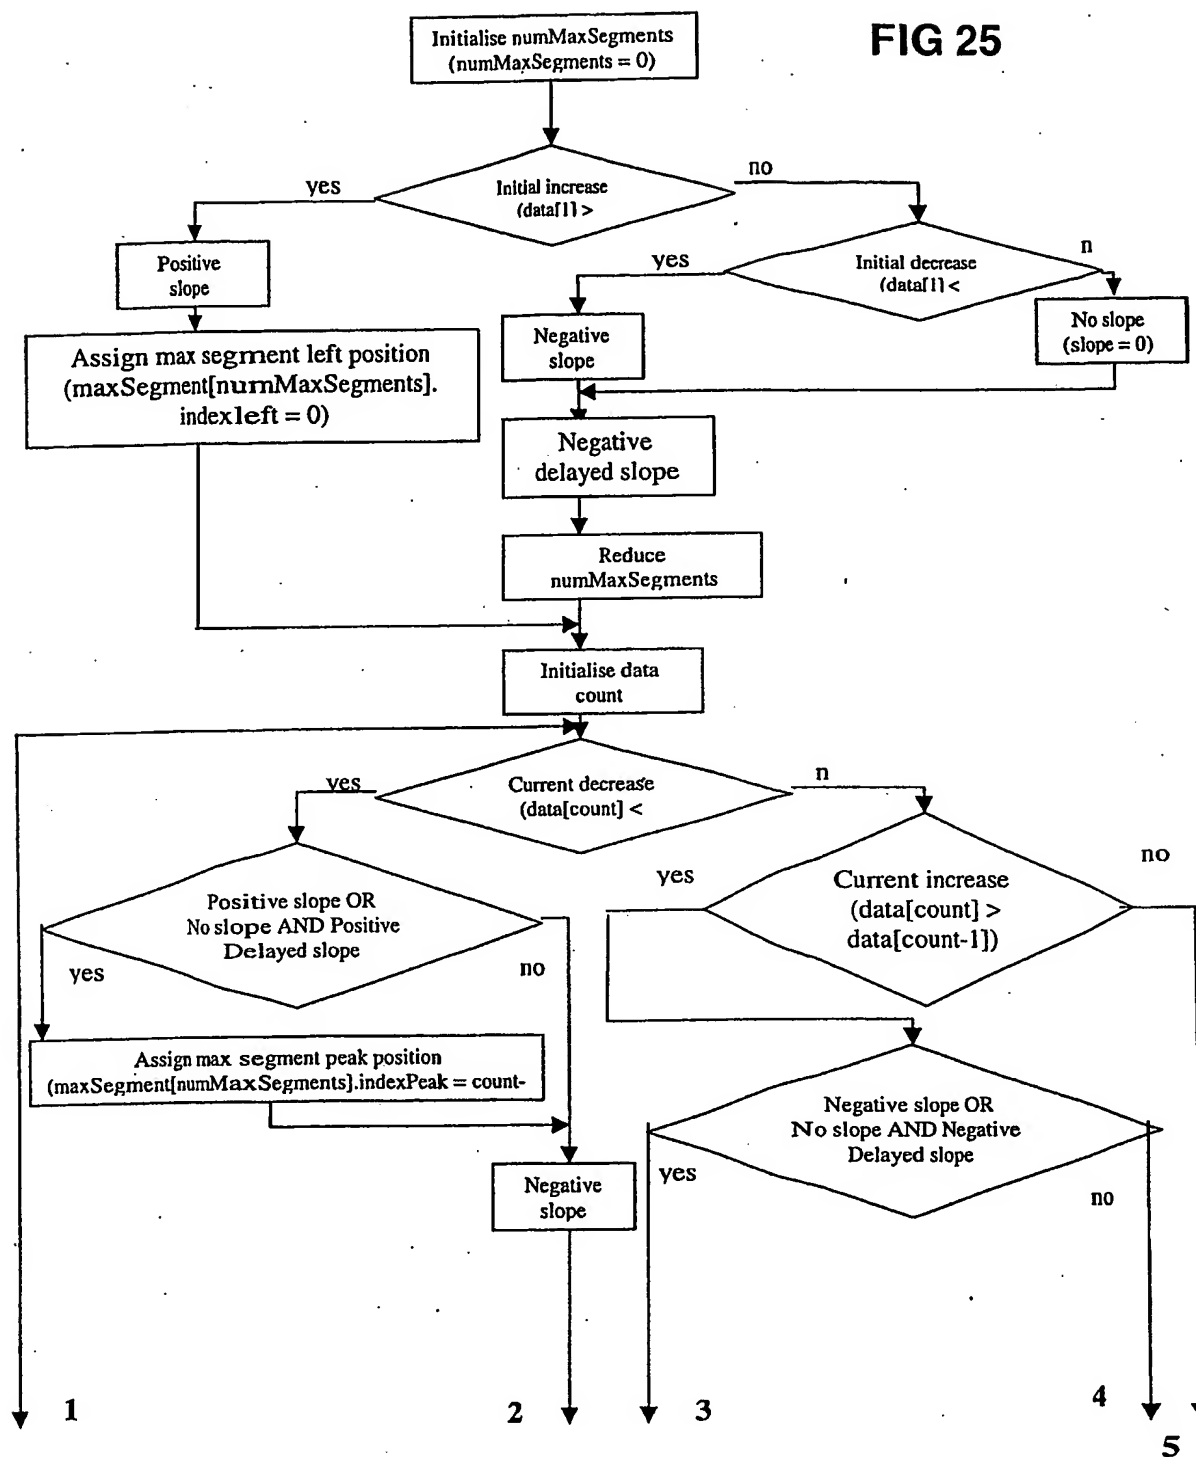 FIG 25
Initialise numMaxSegments
(numMaxSegments = 0)
yes
Initial increase
(data[1] >
no
Positive
slope
yes
Initial decrease
(data[1] <
n
Negative
slope
No slope
(slope = 0)
Assign max segment left position
(maxSegment[numMaxSegments].
indexleft = 0)
Negative
delayed slope
Reduce
numMaxSegments
Initialise data
count
yes
Current decrease
(data[count] <
n
Positive slope OR
No slope AND Positive
Delayed slope
yes
no
yes
Current increase
(data[count] >
data[count-1])
no
Assign max segment peak position
(maxSegment[numMaxSegments].indexPeak = count-
Negative slope OR
No slope AND Negative
Delayed slope
yes
no
Negative
slope
1
2
3
4
5